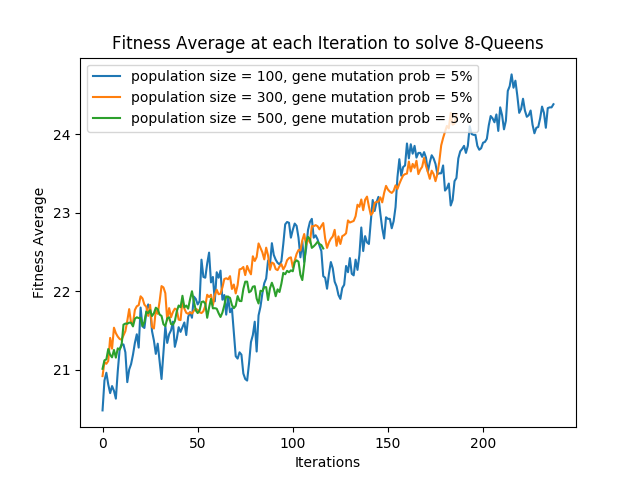 Fitness Average at each Iteration to solve 8-Queens
population size = 100, gene mutation prob = 5%
population size = 300, gene mutation prob = 5%
population size = 500, gene mutation prob = 5%
24
23
22
21
Fitness Average
0 50 100 150 200
Iterations